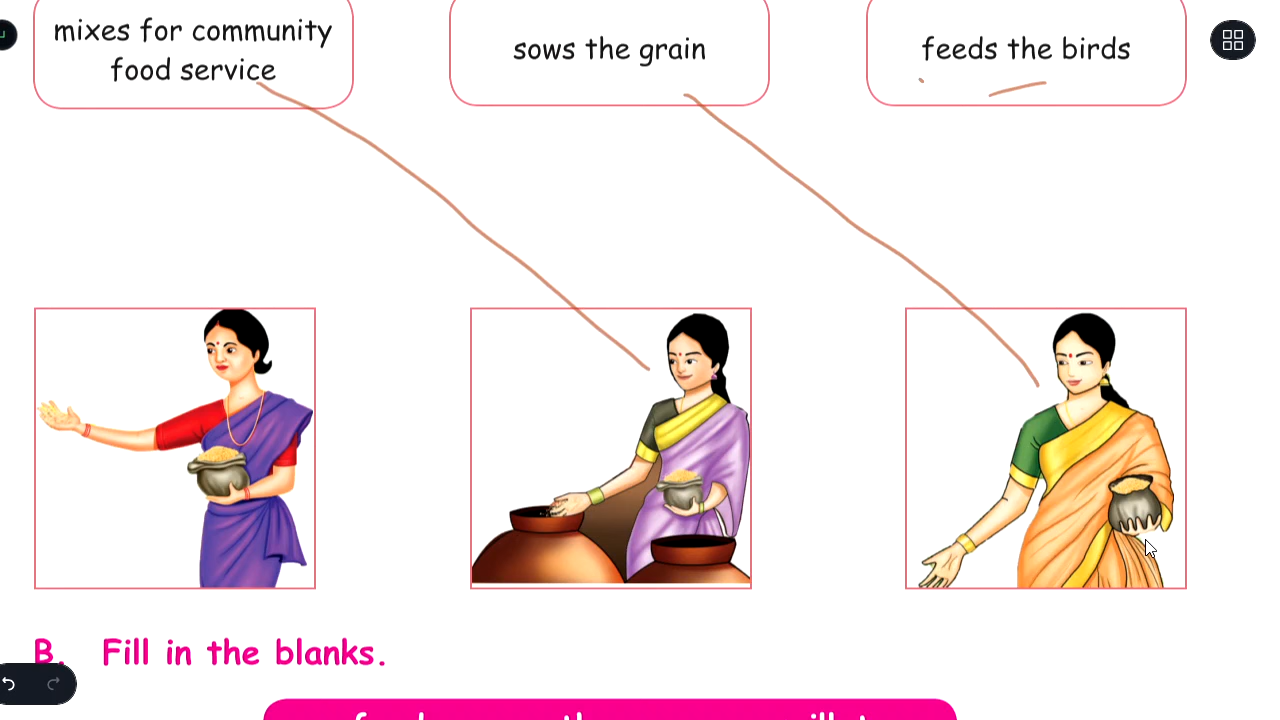 mixes for community
food service
sows the grain
feeds the birds
B. Fill in the blanks.